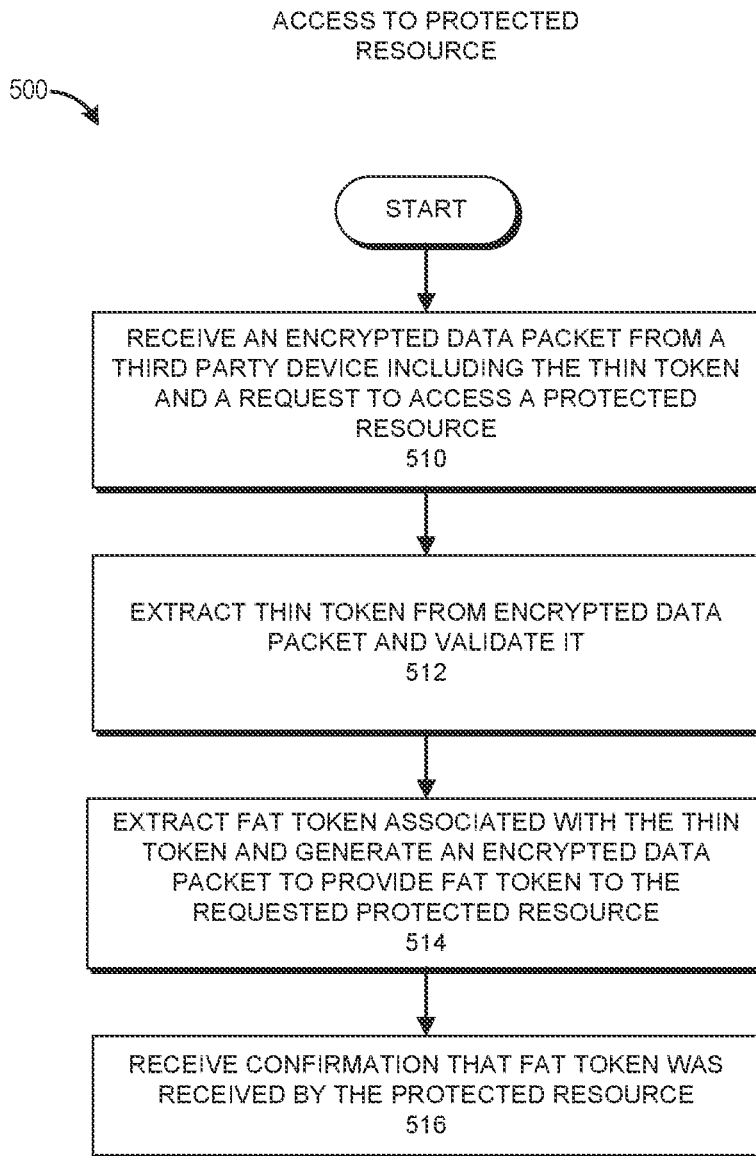 ACCESS TO PROTECTED
RESOURCE
500
START
RECEIVE AN ENCRYPTED DATA PACKET FROM A
THIRD PARTY DEVICE INCLUDING THE THIN TOKEN
AND A REQUEST TO ACCESS A PROTECTED
RESOURCE
510
EXTRACT THIN TOKEN FROM ENCRYPTED DATA
PACKET AND VALIDATE IT
512
EXTRACT FAT TOKEN ASSOCIATED WITH THE THIN
TOKEN AND GENERATE AN ENCRYPTED DATA
PACKET TO PROVIDE FAT TOKEN TO THE
REQUESTED PROTECTED RESOURCE
514
RECEIVE CONFIRMATION THAT FAT TOKEN WAS
RECEIVED BY THE PROTECTED RESOURCE
516